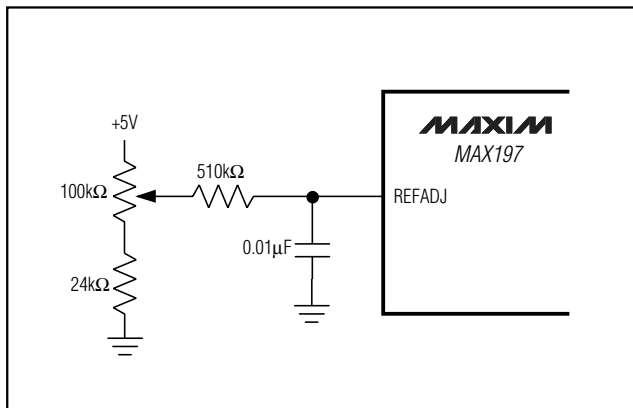 +5V
100kΩ
510kΩ
24kΩ
0.01µF
REFADJ
MAXIM
MAX197